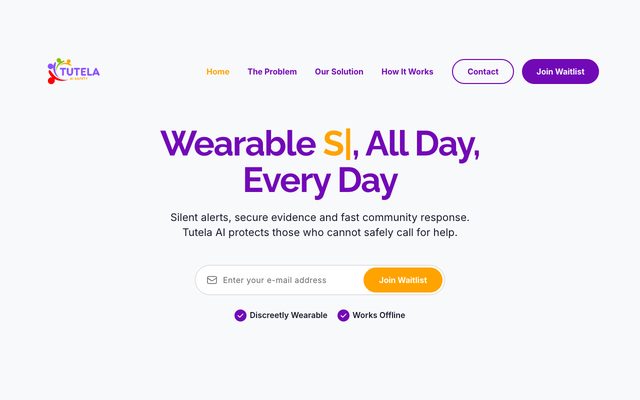 TUTELA
AI SAFETY
Home
The Problem
Our Solution
How It Works
Contact
Join Waitlist
Wearable S|, All Day,
Every Day
Silent alerts, secure evidence and fast community response.
Tutela AI protects those who cannot safely call for help.
Enter your e-mail address
Join Waitlist
Discreetly Wearable
Works Offline